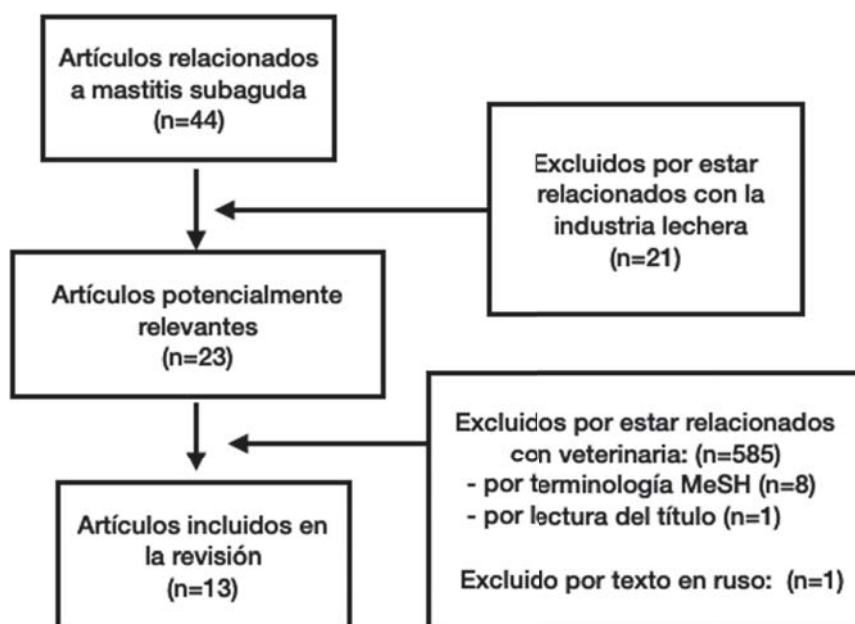 Artículos relacionados
a mastitis subaguda
(n=44)
Excluidos por estar
relacionados con la
industria lechera
(n=21)
Artículos potencialmente
relevantes
(n=23)
Excluidos por estar relacionados
con veterinaria: (n=585)
- por terminología MeSH (n=8)
- por lectura del título (n=1)
Excluido por texto en ruso: (n=1)
Artículos incluidos en
la revisión
(n=13)